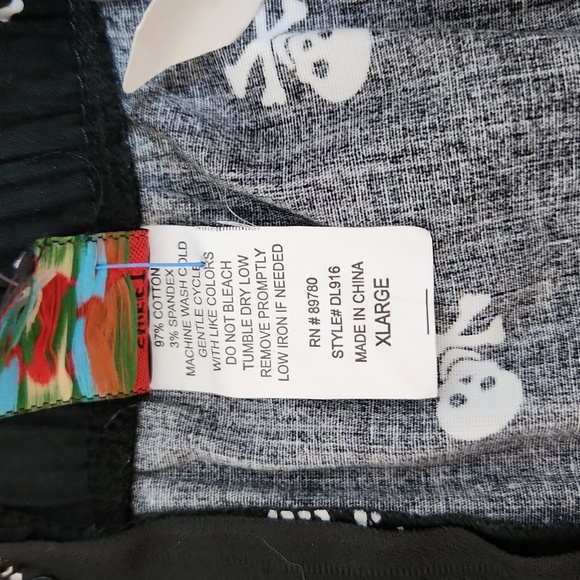 97% COTTON
3% SPANDEX
MACHINE WASH COLD
GENTLE CYCLE
WITH LIKE COLORS
DO NOT BLEACH
TUMBLE DRY LOW
REMOVE PROMPTLY
LOW IRON IF NEEDED
RN # 89780
STYLE# DL916
MADE IN CHINA
XLARGE